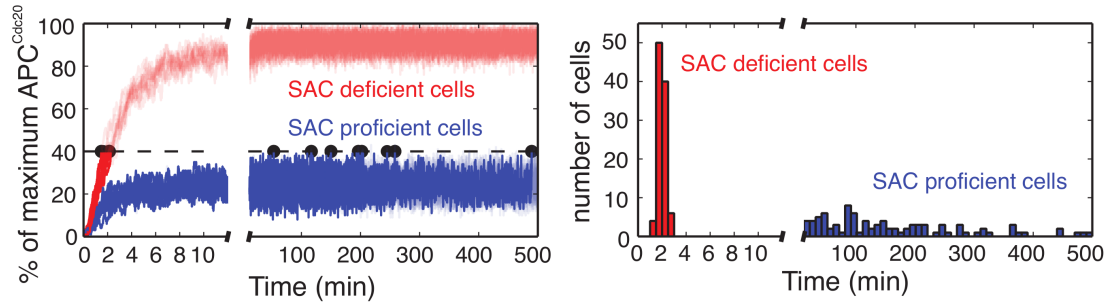 % of maximum APC^Cdc20
100
80
60
40
20
0
SAC deficient cells
SAC proficient cells
0 2 4 6 8 10 100 200 300 400 500
Time (min)
number of cells
50
40
30
20
10
0
SAC deficient cells
SAC proficient cells
0 2 4 6 8 10 100 200 300 400 500
Time (min)